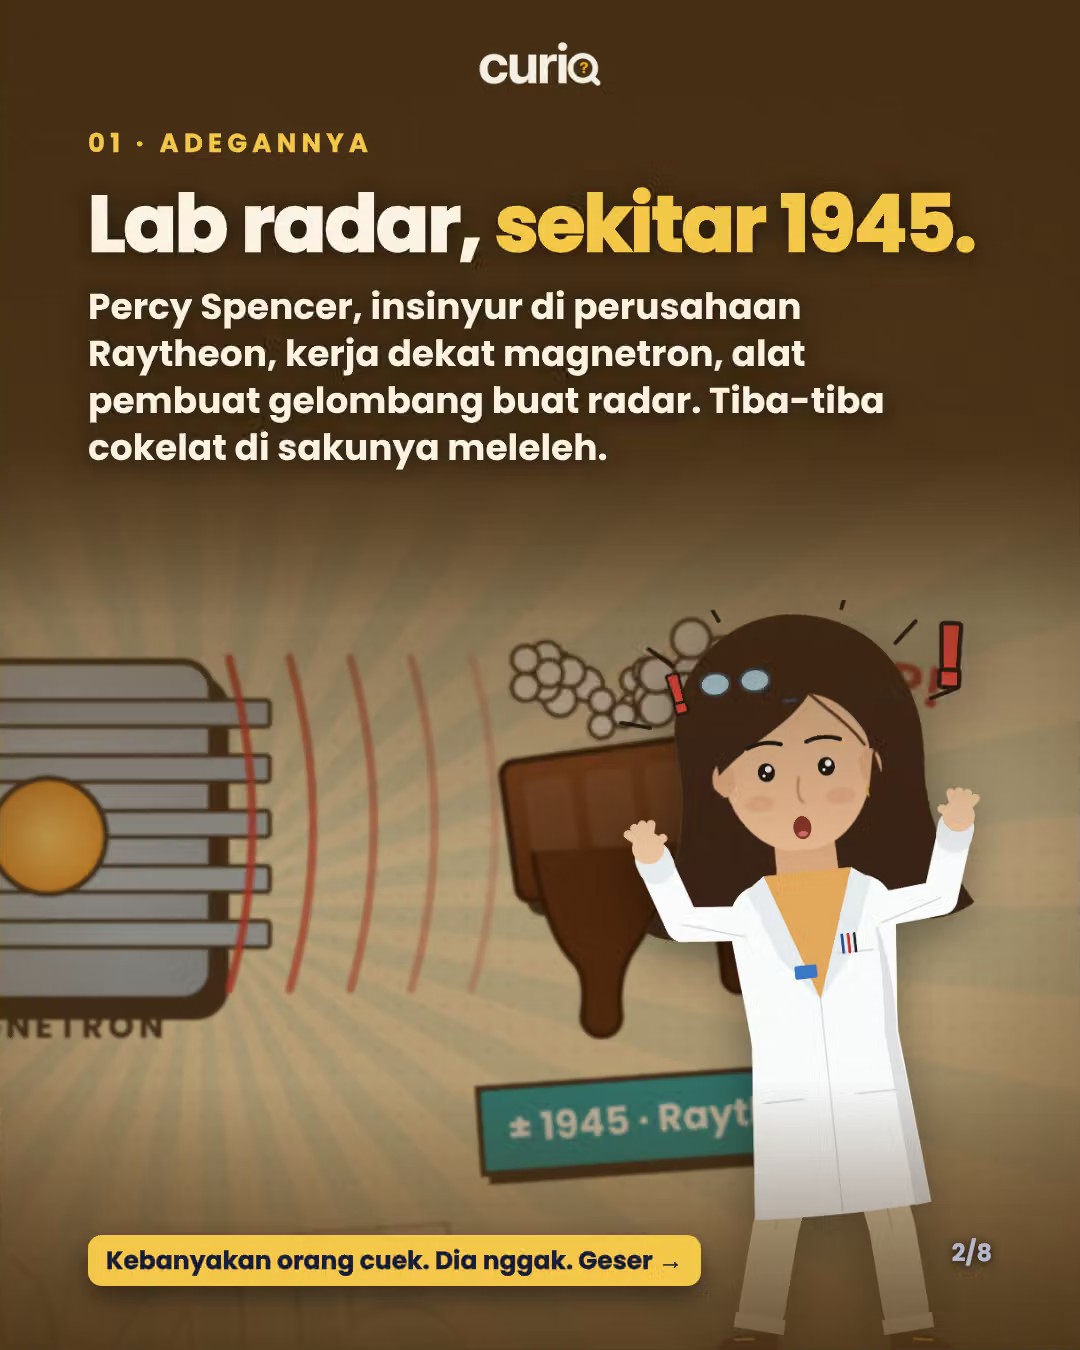 curio
01 · ADEGANNYA
Lab radar, sekitar 1945.
Percy Spencer, insinyur di perusahaan
Raytheon, kerja dekat magnetron, alat
pembuat gelombang buat radar. Tiba-tiba
cokelat di sakunya meleleh.
NETRON
± 1945 · Rayt
Kebanyakan orang cuek. Dia nggak. Geser →
2/8